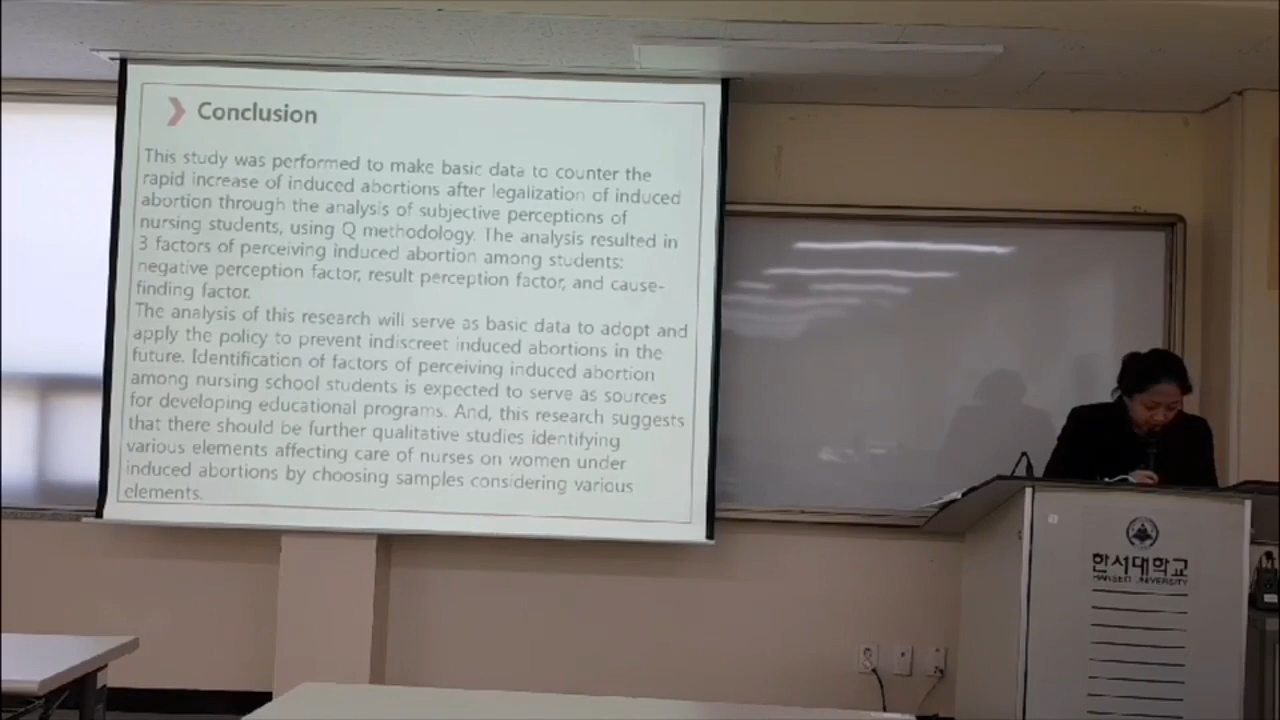 Conclusion
This study was performed to make basic data to counter the
rapid increase of induced abortions after legalization of induced
abortion through the analysis of subjective perceptions of
nursing students, using Q methodology. The analysis resulted in
3 factors of perceiving induced abortion among students:
negative perception factor, result perception factor, and cause-
finding factor.
The analysis of this research will serve as basic data to adopt and
apply the policy to prevent indiscreet induced abortions in the
future. Identification of factors of perceiving induced abortion
among nursing school students is expected to serve as sources
for developing educational programs. And, this research suggests
that there should be further qualitative studies identifying
various elements affecting care of nurses on women under
induced abortions by choosing samples considering various
elements.
한서대학교
HANSEO UNIVERSITY